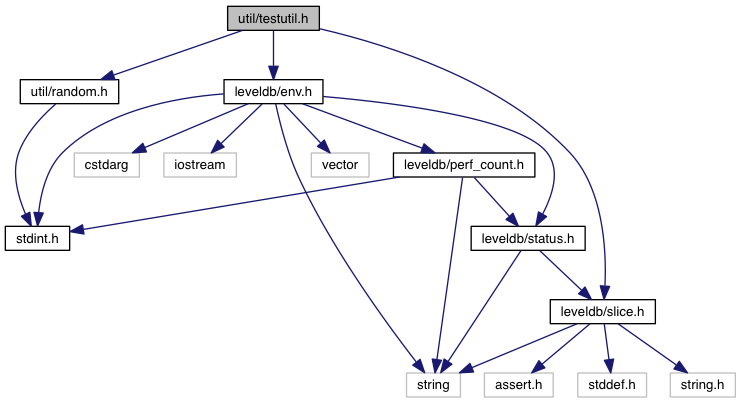 util/testutil.h
util/random.h
leveldb/env.h
cstdarg
iostream
vector
leveldb/perf_count.h
stdint.h
leveldb/status.h
leveldb/slice.h
string
assert.h
stddef.h
string.h